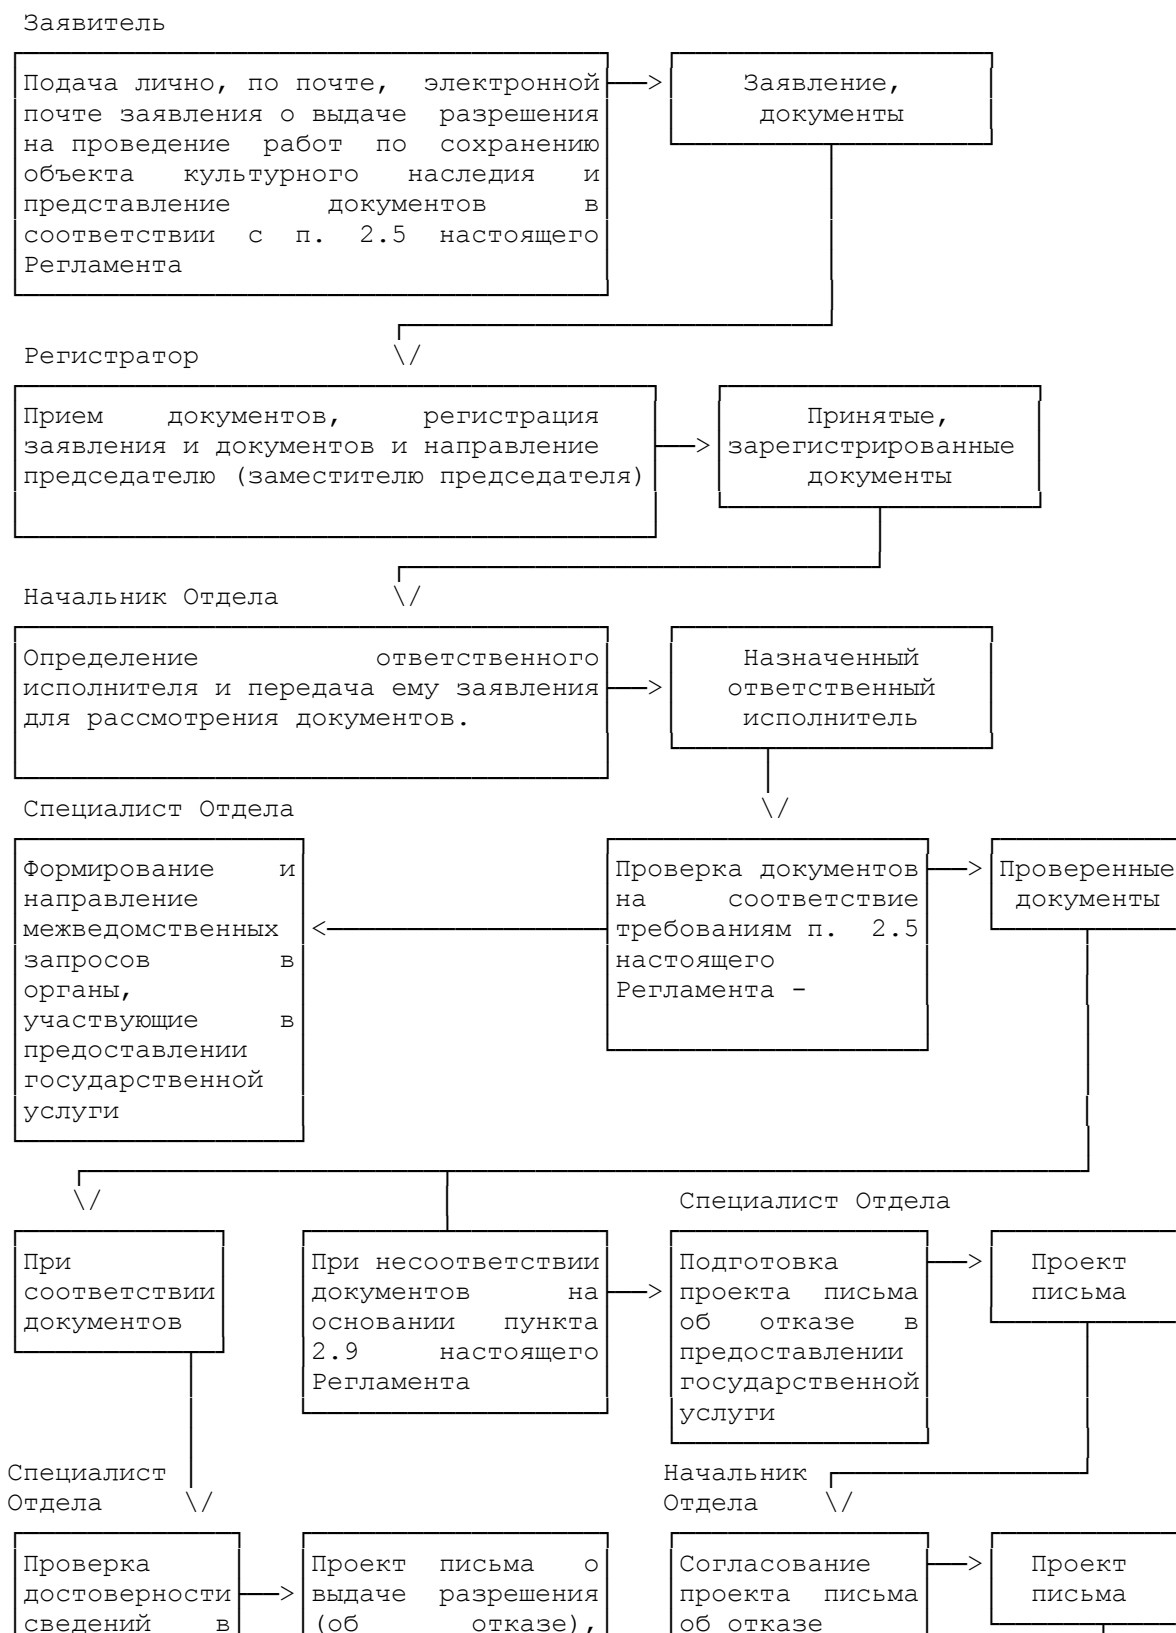 Заявитель
Подача лично, по почте, электронной
почте заявления о выдаче разрешения
на проведение работ по сохранению
объекта культурного наследия и
представление документов в
соответствии с п. 2.5 настоящего
Регламента
Заявление,
документы
Регистратор
Прием документов, регистрация
заявления и документов и направление
председателю (заместителю председателя)
Принятые,
зарегистрированные
документы
Начальник Отдела
Определение ответственного
исполнителя и передача ему заявления
для рассмотрения документов.
Назначенный
ответственный
исполнитель
Специалист Отдела
Формирование и
направление
межведомственных
запросов в
органы,
участвующие в
предоставлении
государственной
услуги
Проверка документов
на соответствие
требованиям п. 2.5
настоящего
Регламента -
Проверенные
документы
При
соответствии
документов
При несоответствии
документов на
основании пункта
2.9 настоящего
Регламента
Специалист Отдела
Подготовка
проекта письма
об отказе в
предоставлении
государственной
услуги
Проект
письма
Специалист
Отдела
Проверка
достоверности
сведений в
Проект письма о
выдаче разрешения
(об отказе),
Начальник
Отдела
Согласование
проекта письма
об отказе
Проект
письма